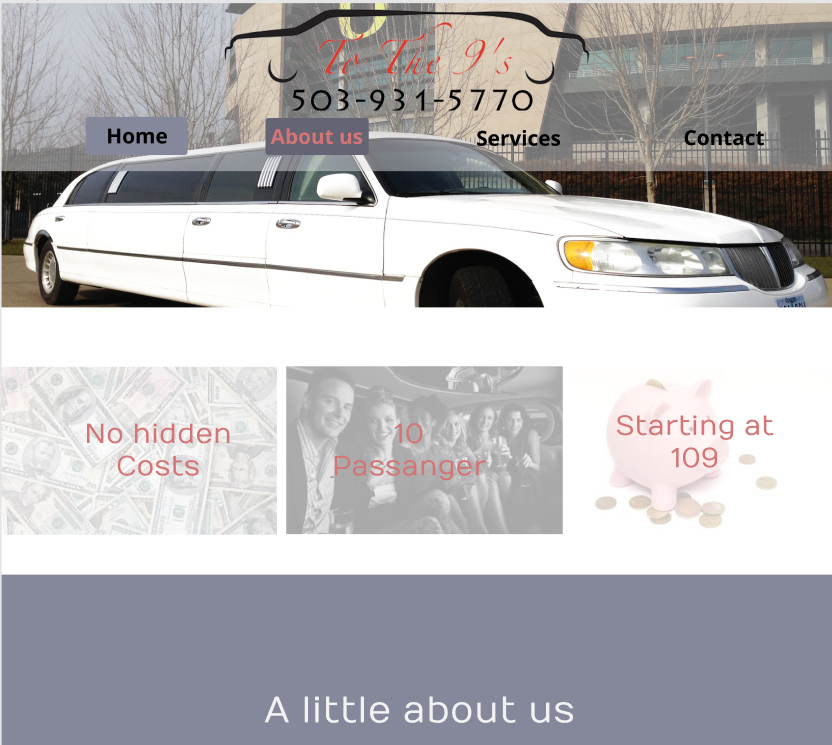 To The 9's
503-931-5770
Home
About us
Services
Contact
No hidden
Costs
10
Passanger
Starting at
109
A little about us